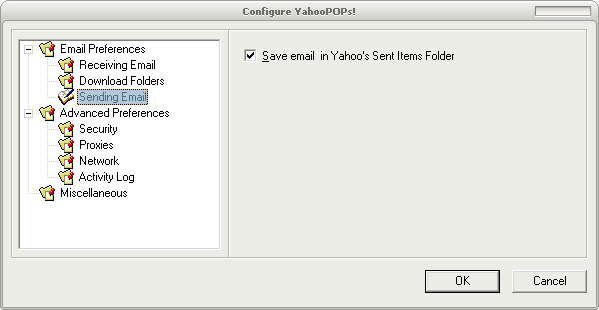 Configure YahooPOPs!
Email Preferences
Receiving Email
Download Folders
Sending Email
Advanced Preferences
Security
Proxies
Network
Activity Log
Miscellaneous
Save email in Yahoo's Sent Items Folder
OK
Cancel